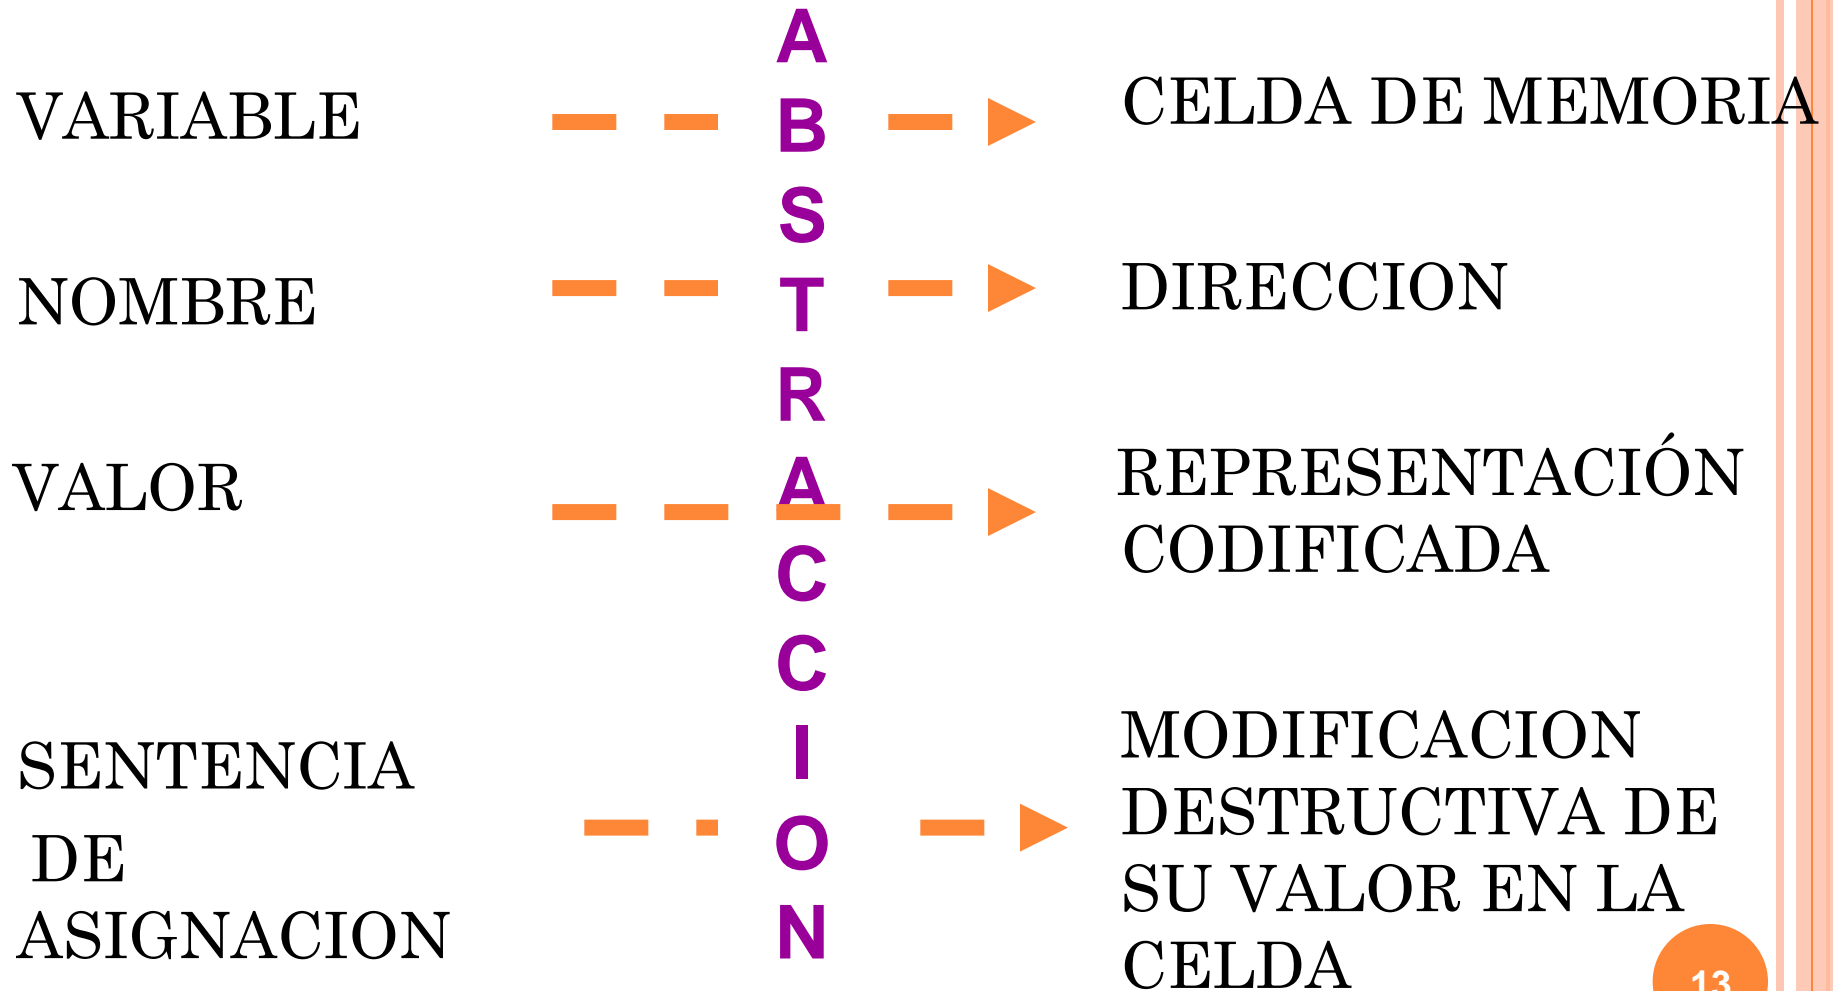 VARIABLE
CELDA DE MEMORIA
NOMBRE
DIRECCION
VALOR
REPRESENTACIÓN
CODIFICADA
SENTENCIA
DE
ASIGNACION
MODIFICACION
DESTRUCTIVA DE
SU VALOR EN LA
CELDA
A
B
S
T
R
A
C
C
I
O
N
13